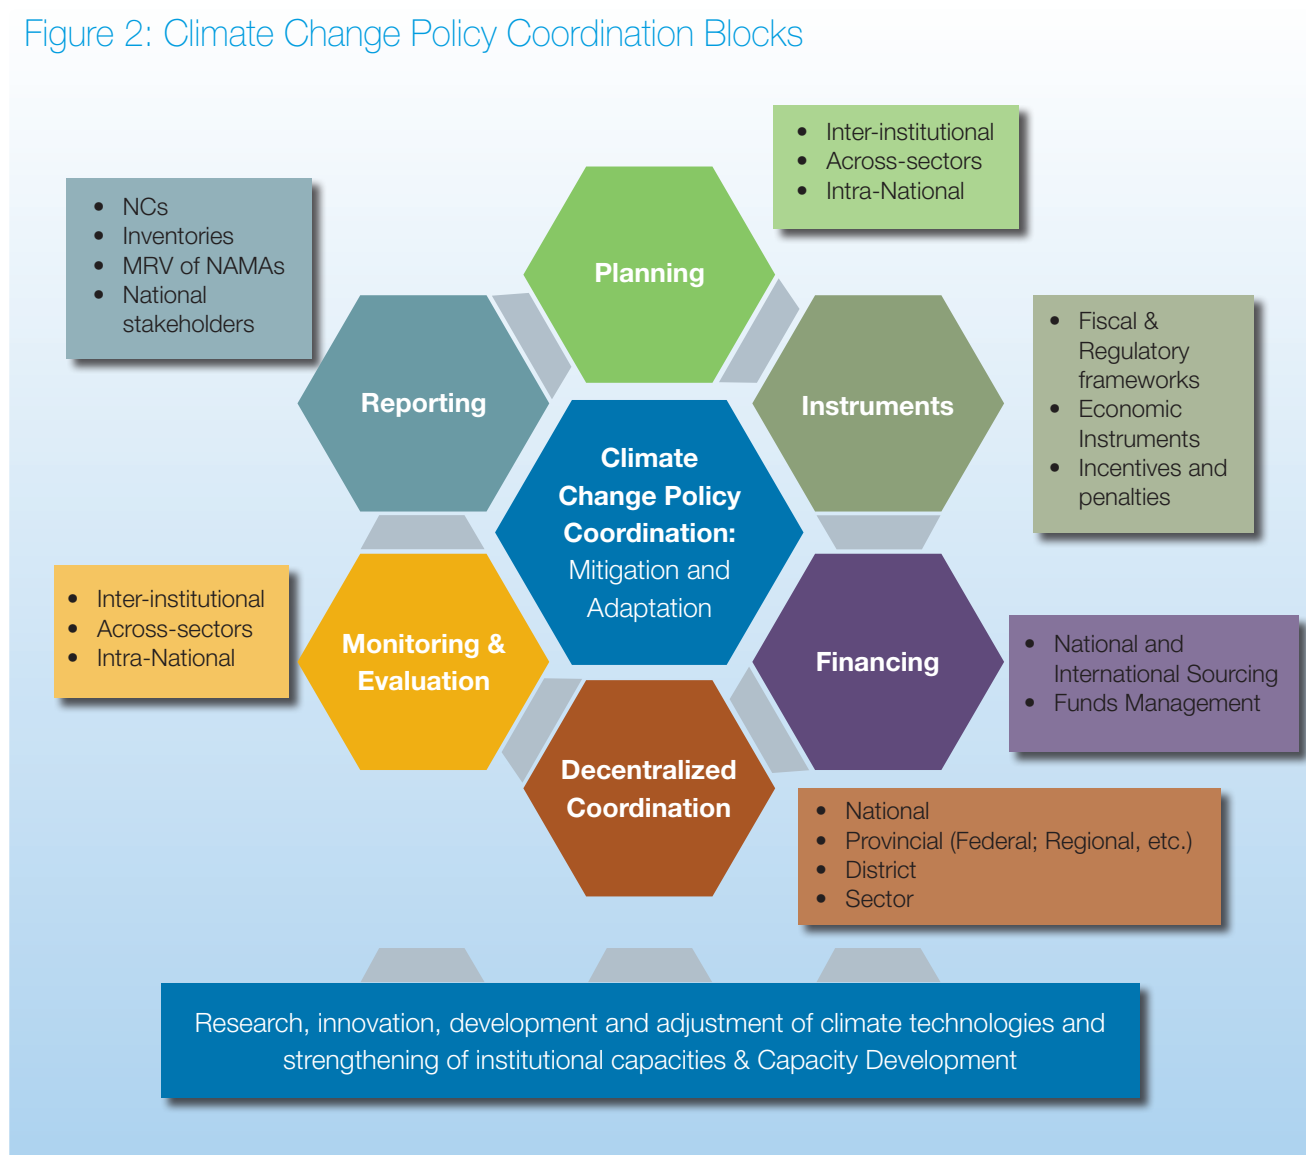 Figure 2: Climate Change Policy Coordination Blocks
• Inter-institutional
• Across-sectors
• Intra-National
Planning
• NCs
• Inventories
• MRV of NAMAs
• National
stakeholders
Reporting
Instruments
• Fiscal &
Regulatory
frameworks
• Economic
Instruments
• Incentives and
penalties
Climate
Change Policy
Coordination:
Mitigation and
Adaptation
• Inter-institutional
• Across-sectors
• Intra-National
Monitoring &
Evaluation
Financing
• National and
International Sourcing
• Funds Management
Decentralized
Coordination
• National
• Provincial (Federal; Regional, etc.)
• District
• Sector
Research, innovation, development and adjustment of climate technologies and
strengthening of institutional capacities & Capacity Development